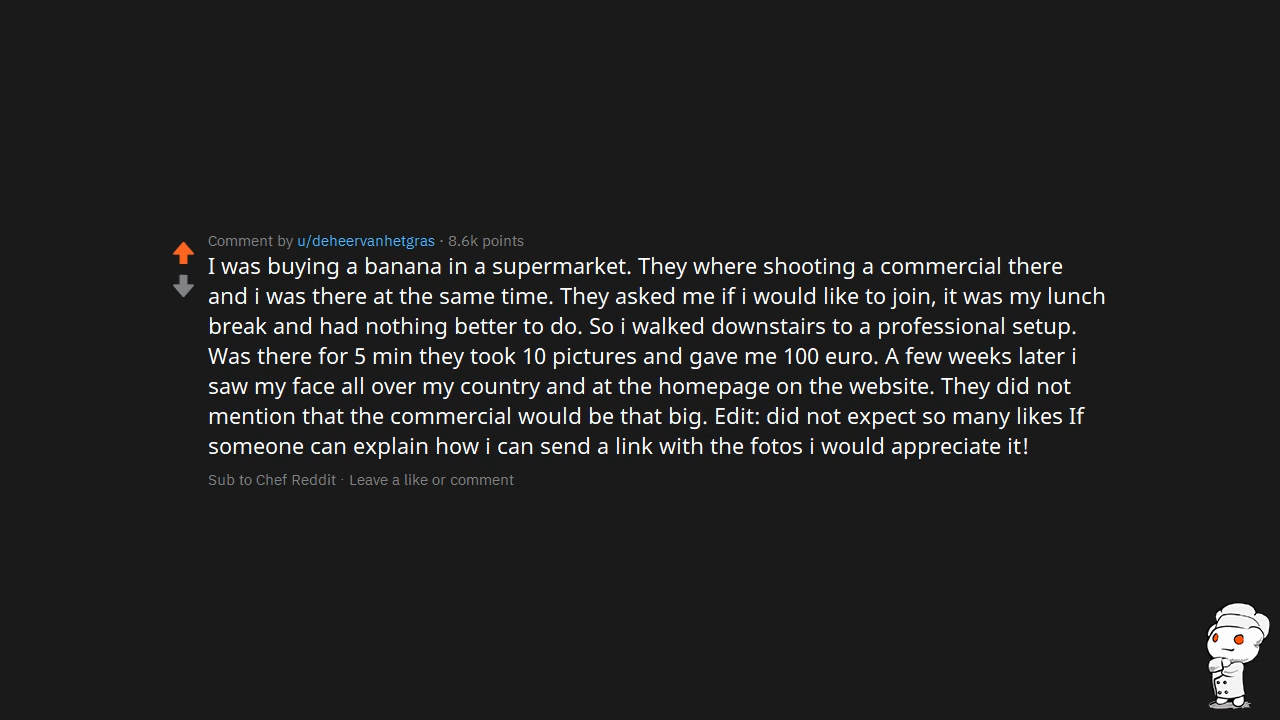 Comment by u/deheervanhetgras · 8.6k points
I was buying a banana in a supermarket. They where shooting a commercial there
and i was there at the same time. They asked me if i would like to join, it was my lunch
break and had nothing better to do. So i walked downstairs to a professional setup.
Was there for 5 min they took 10 pictures and gave me 100 euro. A few weeks later i
saw my face all over my country and at the homepage on the website. They did not
mention that the commercial would be that big. Edit: did not expect so many likes If
someone can explain how i can send a link with the fotos i would appreciate it!
Sub to Chef Reddit · Leave a like or comment